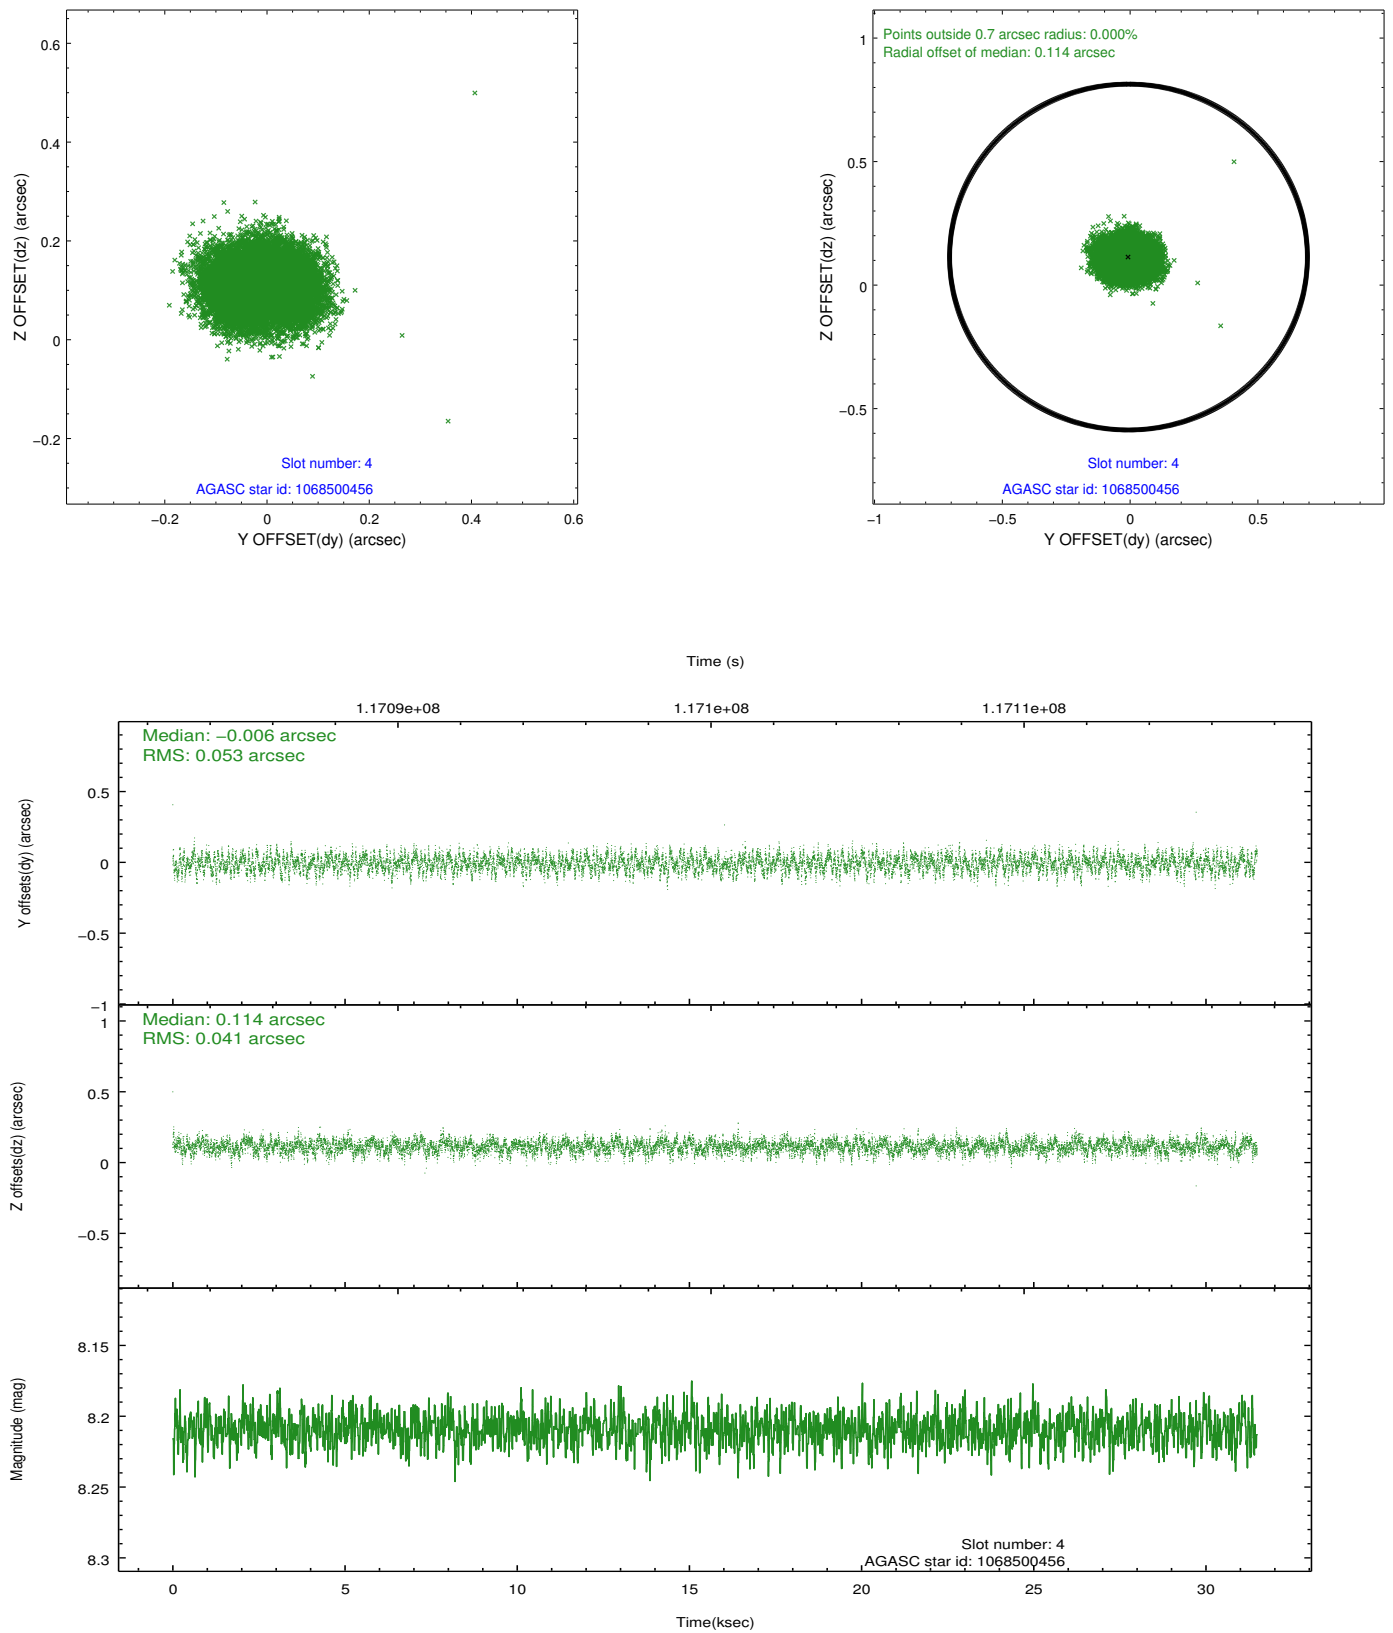 0.6
0.4
0.2
0
−0.2
Z OFFSET(dz) (arcsec)
Slot number: 4
AGASC star id: 1068500456
−0.2 0 0.2 0.4 0.6
Y OFFSET(dy) (arcsec)
Points outside 0.7 arcsec radius: 0.000%
Radial offset of median: 0.114 arcsec
1
0.5
0
−0.5
Z OFFSET(dz) (arcsec)
Slot number: 4
AGASC star id: 1068500456
−1 −0.5 0 0.5
Y OFFSET(dy) (arcsec)
Time (s)
1.1709e+08 1.171e+08 1.1711e+08
Median: −0.006 arcsec
RMS: 0.053 arcsec
0.5
0
−0.5
−1
Y offsets(dy) (arcsec)
Median: 0.114 arcsec
RMS: 0.041 arcsec
1
0.5
0
−0.5
Z offsets(dz) (arcsec)
8.15
8.2
8.25
8.3
Magnitude (mag)
Slot number: 4
AGASC star id: 1068500456
0 5 10 15 20 25 30
Time(ksec)